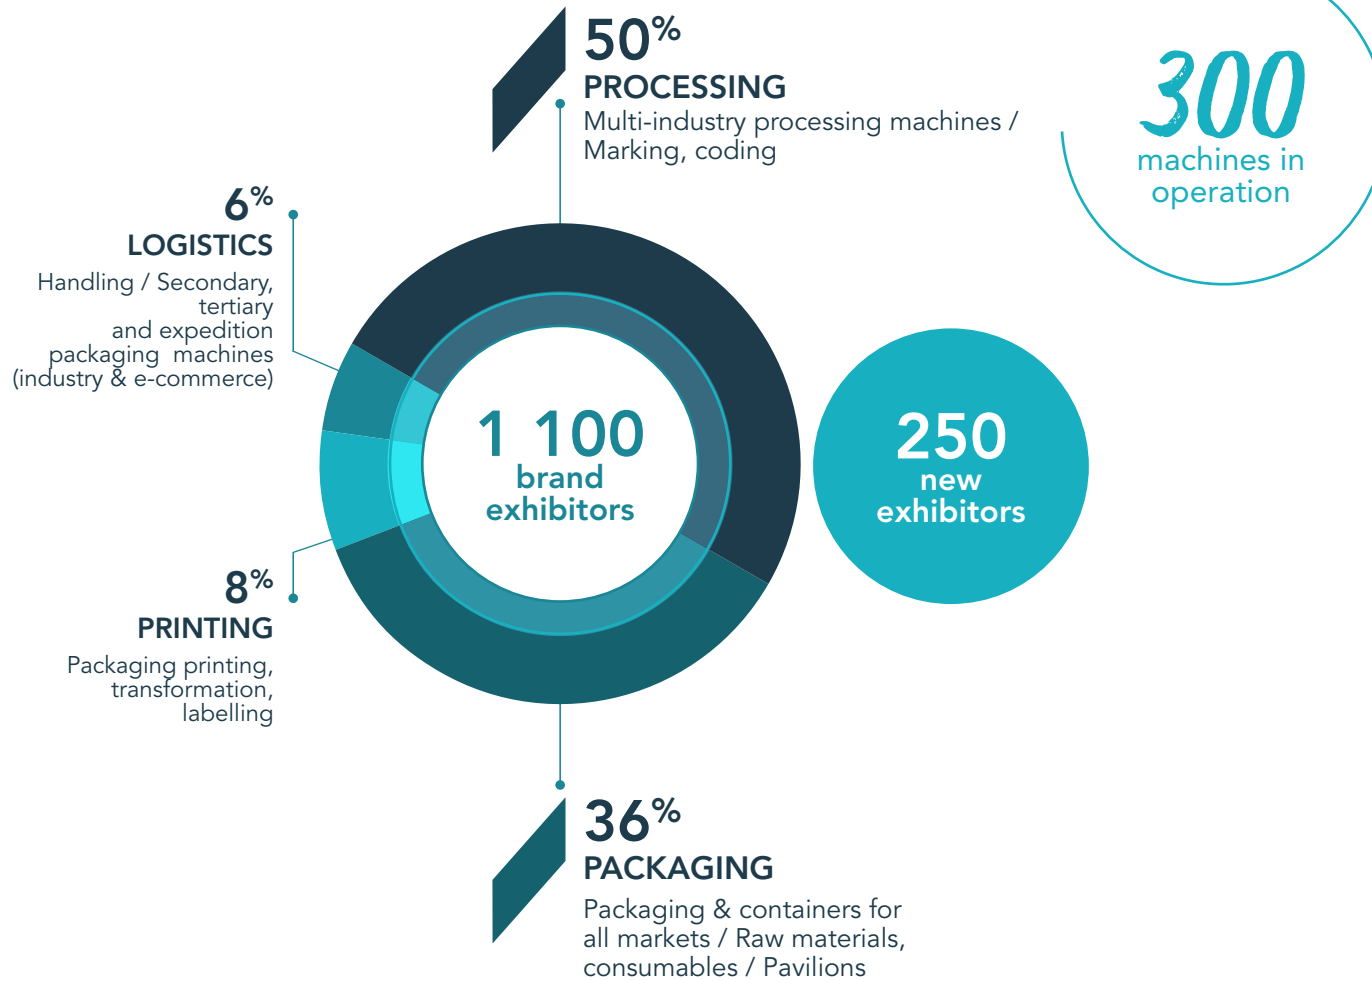 50%
PROCESSING
Multi-industry processing machines /
Marking, coding
300
machines in
operation
6%
LOGISTICS
Handling / Secondary,
tertiary
and expedition
packaging machines
(industry & e-commerce)
1 100
brand
exhibitors
250
new
exhibitors
8%
PRINTING
Packaging printing,
transformation,
labelling
36%
PACKAGING
Packaging & containers for
all markets / Raw materials,
consumables / Pavilions